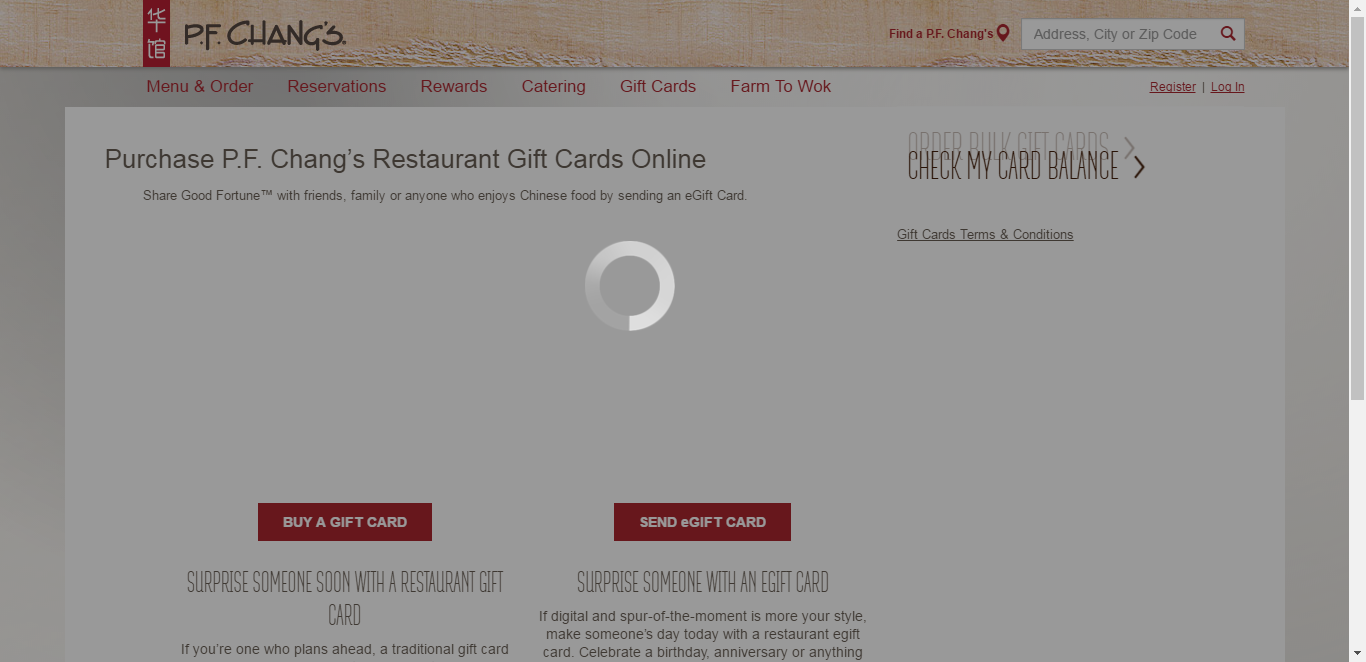 华
馆
P.F. CHANG'S
Find a P.F. Chang's
Address, City or Zip Code
Menu & Order
Reservations
Rewards
Catering
Gift Cards
Farm To Wok
Register | Log In
Purchase P.F. Chang’s Restaurant Gift Cards Online
Share Good Fortune™ with friends, family or anyone who enjoys Chinese food by sending an eGift Card.
ORDER BULK GIFT CARDS
CHECK MY CARD BALANCE
Gift Cards Terms & Conditions
BUY A GIFT CARD
SURPRISE SOMEONE SOON WITH A RESTAURANT GIFT
CARD
If you’re one who plans ahead, a traditional gift card
SEND eGIFT CARD
SURPRISE SOMEONE WITH AN EGIFT CARD
If digital and spur-of-the-moment is more your style,
make someone’s day today with a restaurant egift
card. Celebrate a birthday, anniversary or anything